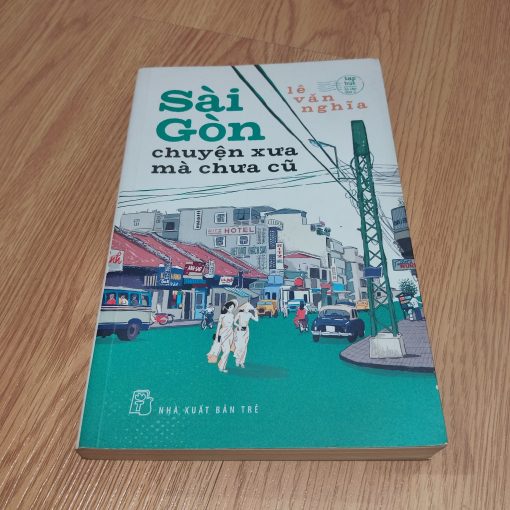 Sài
Gòn
chuyện xưa
mà chưa cũ
lê
văn
nghĩa
HOTEL
NHÀ XUẤT BẢN TRẺ